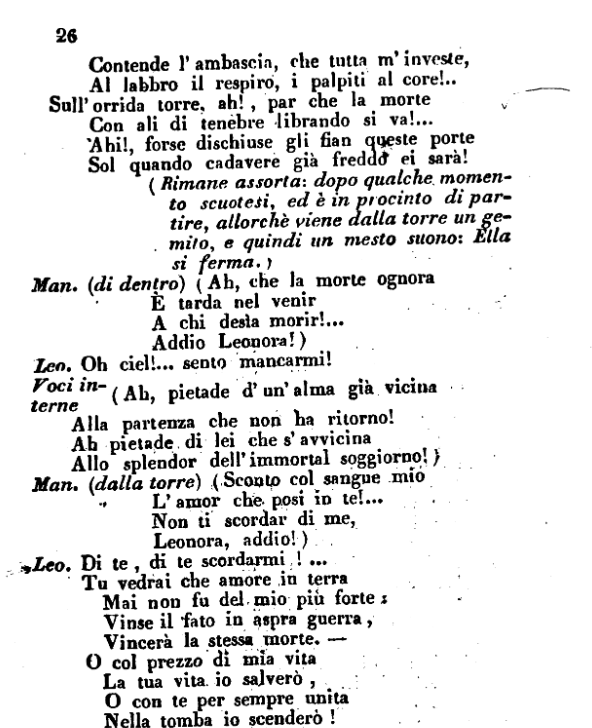 26
Contende l' ambascia, che tutta m' investe,
Al labbro il respiro, i palpiti al core!..
Sull' orrida torre, ah!, par che la morte
Con ali di tenebre librando si va!...
Ahi!, forse dischiuse gli fian queste porte
Sol quando cadavere già freddo ei sarà!
( Rimane assorta: dopo qualche momen-
to scuotesi, ed è in procinto di par-
tire, allorchè viene dalla torre un ge-
mito, e quindi un mesto suono: Ella
si ferma. )
Man. (di dentro) ( Ah, che la morte ognora
È tarda nel venir
A chi desìa morir!...
Addio Leonora! )
Leo. Oh ciel!... sento mancarmi!
Voci in-
terne ( Ah, pietade d' un' alma già vicina
Alla partenza che non ha ritorno!
Ah pietade di lei che s' avvicina
Allo splendor dell' immortal soggiorno! )
Man. (dalla torre) ( Sconto col sangue mio
L' amor che posi in te!...
Non ti scordar di me,
Leonora, addio! )
Leo. Di te , di te scordarmi ! ...
Tu vedrai che amore in terra
Mai non fu del mio più forte :
Vinse il fato in aspra guerra ,
Vincerà la stessa morte. —
O col prezzo di mia vita
La tua vita io salverò ,
O con te per sempre unita
Nella tomba io scenderò !